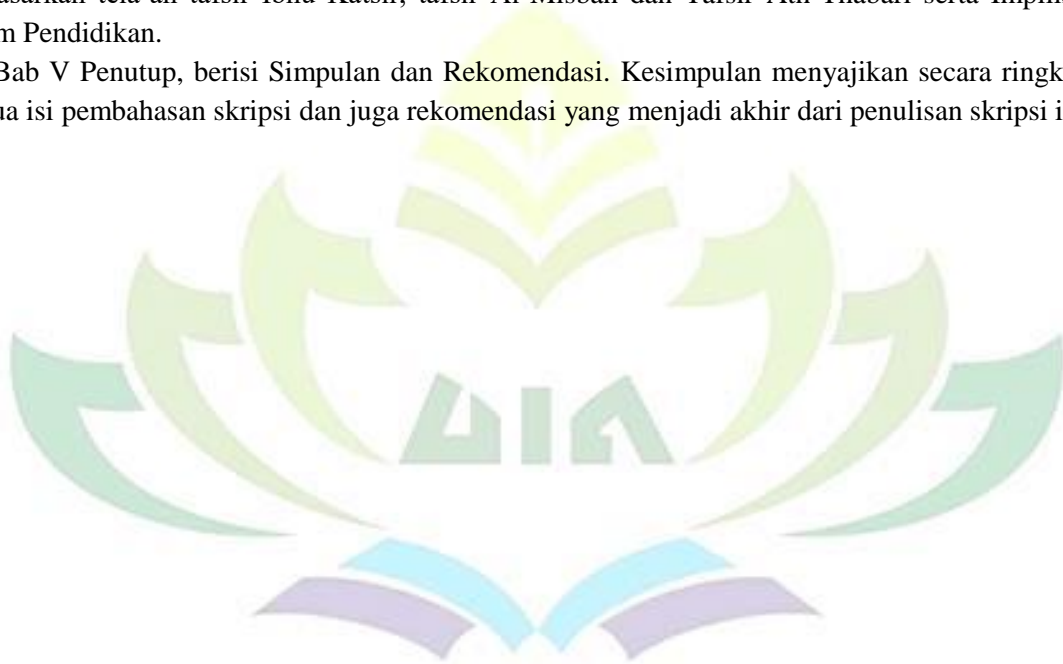 asarkan tela'ah tafsir Ibnu Katsir, tafsir Al Misbah dan Tafsir Ath Thabari serta Impli
m Pendidikan.
Bab V Penutup, berisi Simpulan dan Rekomendasi. Kesimpulan menyajikan secara ringk
ua isi pembahasan skripsi dan juga rekomendasi yang menjadi akhir dari penulisan skripsi i
UIN